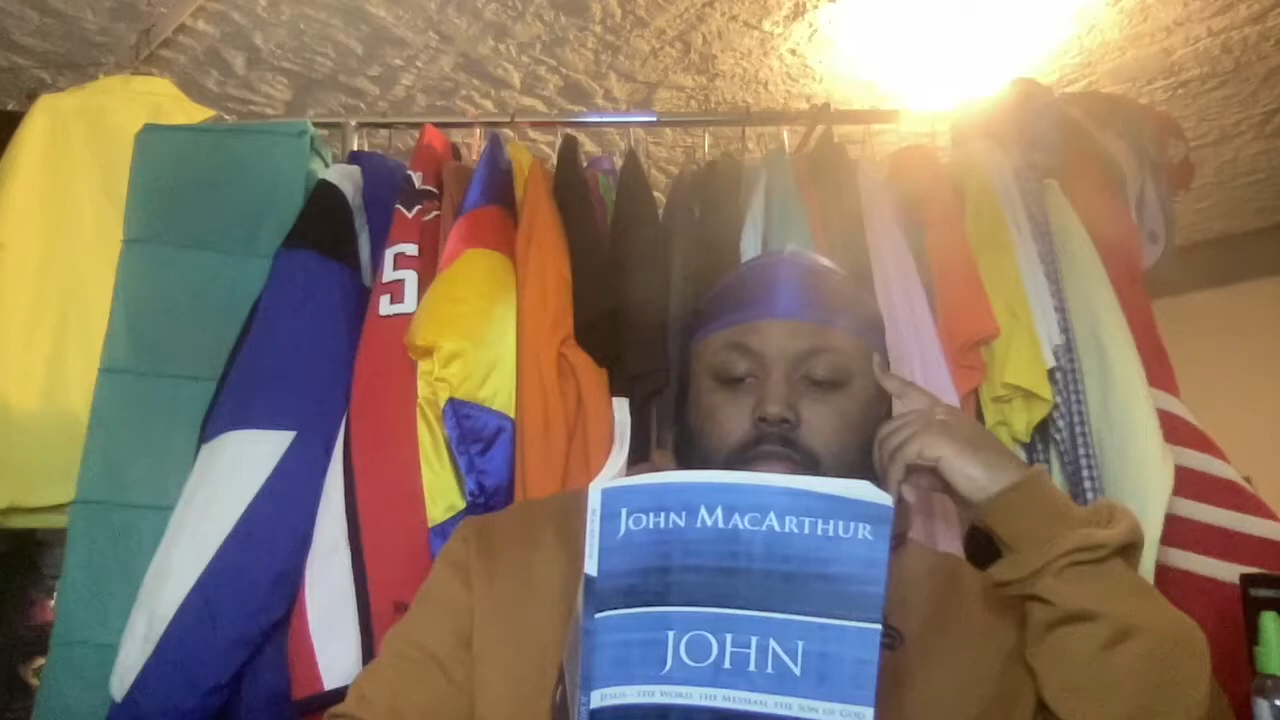 5
JOHN MACARTHUR
JOHN
JESUS—THE WORD, THE MESSIAH, THE SON OF GOD